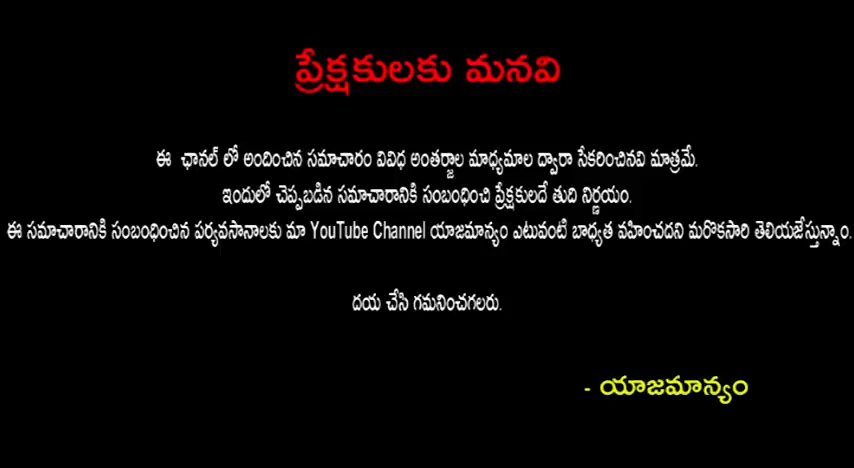 ప్రేక్షకులకు మనవి
ఈ ఛానల్ లో అందించిన సమాచారం వివిధ అంతర్జాల మాధ్యమాల ద్వారా సేకరించినవి మాత్రమే.
ఇందులో చెప్పబడిన సమాచారానికి సంబంధించి ప్రేక్షకులదే తుది నిర్ణయం.
ఈ సమాచారానికి సంబంధించిన పర్యవసానాలకు మా YouTube Channel యాజమాన్యం ఎటువంటి బాధ్యత వహించదని మరొకసారి తెలియజేస్తున్నాం.
దయ చేసి గమనించగలరు.
- యాజమాన్యం